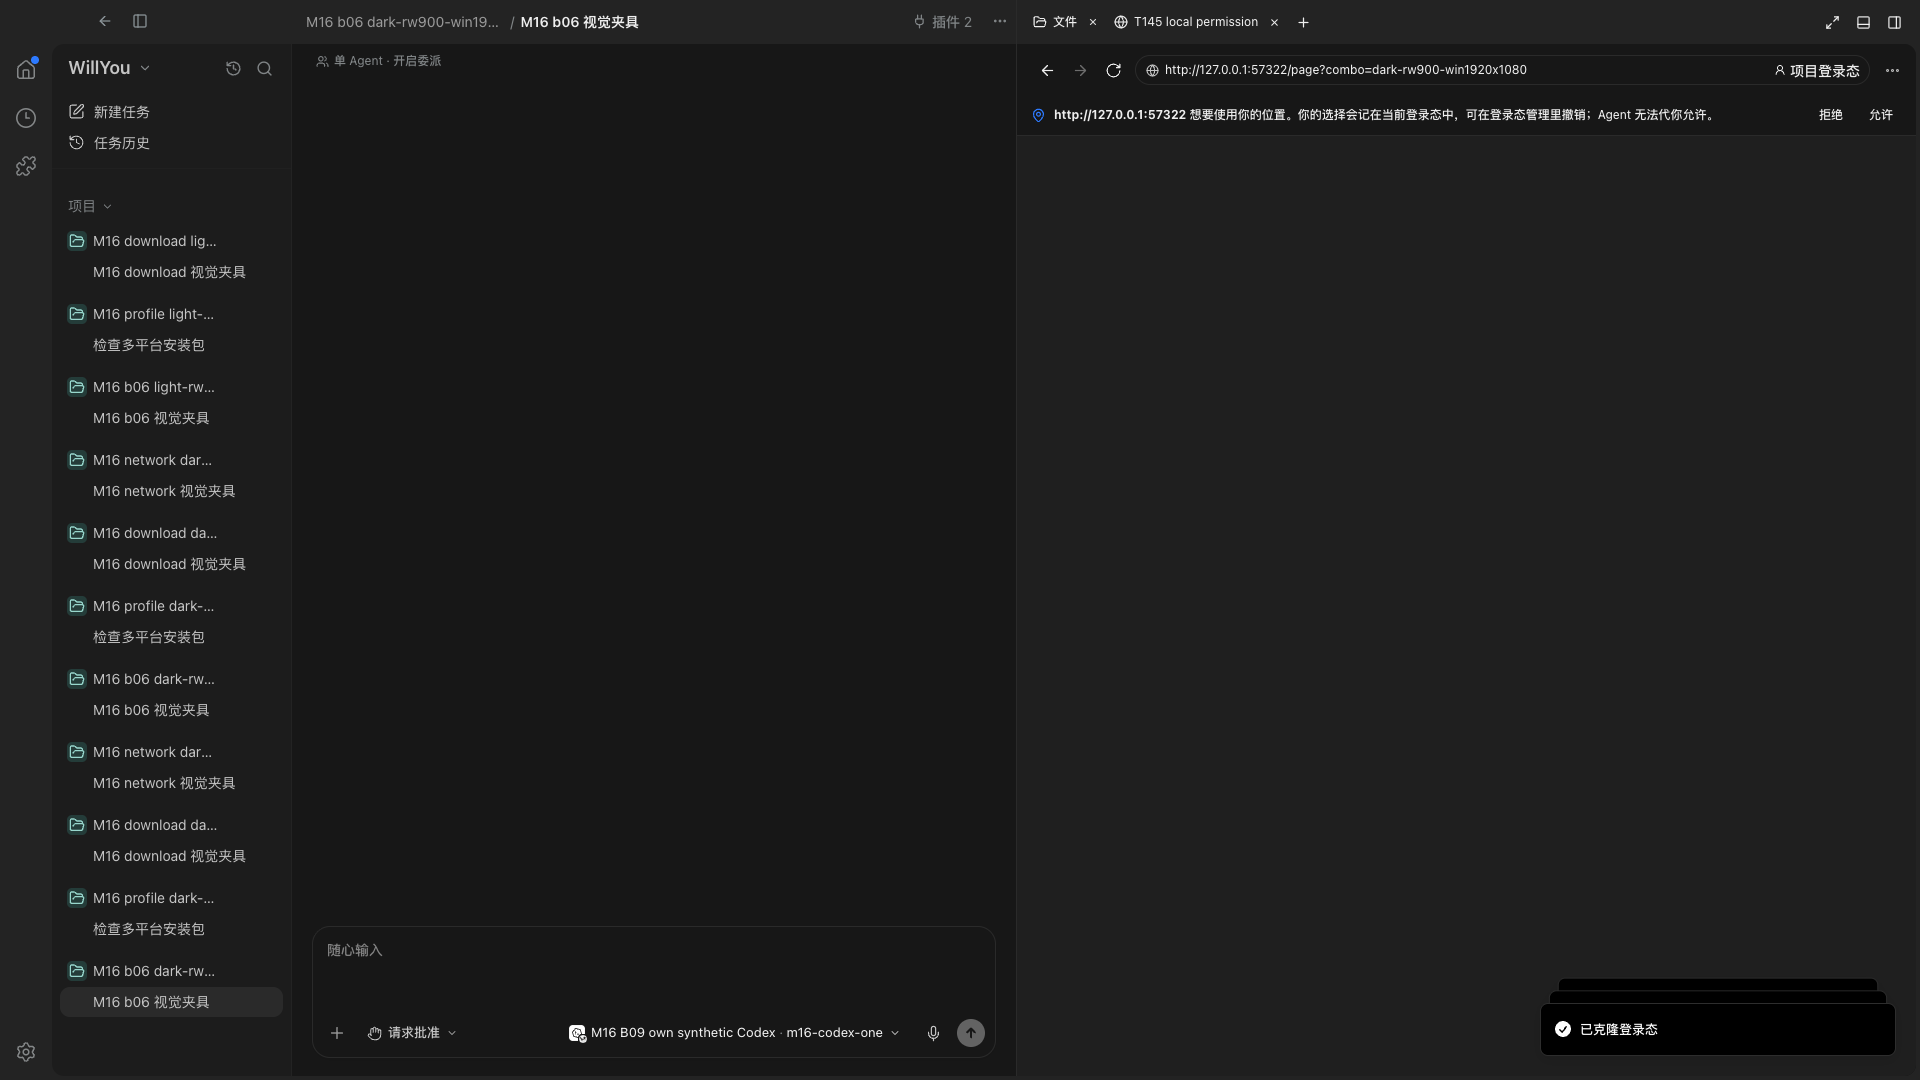 M16 b06 dark-rw900-win19... / M16 b06 视觉夹具
插件 2
文件
T145 local permission
WillYou
单 Agent · 开启委派
http://127.0.0.1:57322/page?combo=dark-rw900-win1920x1080
项目登录态
http://127.0.0.1:57322 想要使用你的位置。你的选择会记在当前登录态中，可在登录态管理里撤销；Agent 无法代你允许。
拒绝
允许
新建任务
任务历史
项目
M16 download lig...
M16 download 视觉夹具
M16 profile light-...
检查多平台安装包
M16 b06 light-rw...
M16 b06 视觉夹具
M16 network dar...
M16 network 视觉夹具
M16 download da...
M16 download 视觉夹具
M16 profile dark-...
检查多平台安装包
M16 b06 dark-rw...
M16 b06 视觉夹具
M16 network dar...
M16 network 视觉夹具
M16 download da...
M16 download 视觉夹具
M16 profile dark-...
检查多平台安装包
M16 b06 dark-rw...
M16 b06 视觉夹具
随心输入
请求批准
M16 B09 own synthetic Codex · m16-codex-one
已克隆登录态